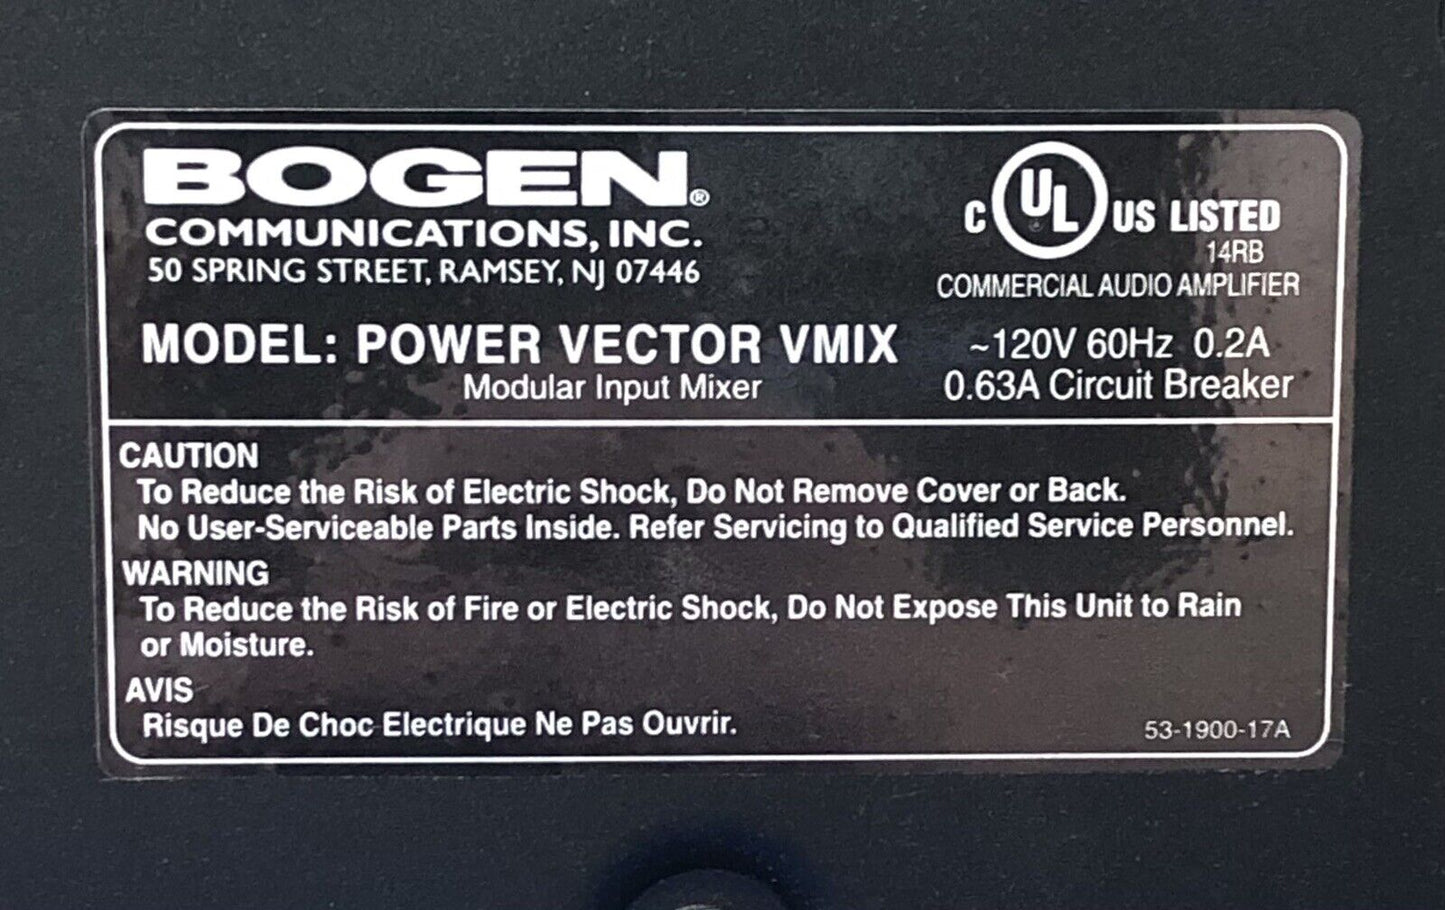 BOGEN®
COMMUNICATIONS, INC.
50 SPRING STREET, RAMSEY, NJ 07446
C UL US LISTED
14RB
COMMERCIAL AUDIO AMPLIFIER
MODEL: POWER VECTOR VMIX
Modular Input Mixer
~120V 60Hz 0.2A
0.63A Circuit Breaker
CAUTION
To Reduce the Risk of Electric Shock, Do Not Remove Cover or Back.
No User-Serviceable Parts Inside. Refer Servicing to Qualified Service Personnel.
WARNING
To Reduce the Risk of Fire or Electric Shock, Do Not Expose This Unit to Rain
or Moisture.
AVIS
Risque De Choc Electrique Ne Pas Ouvrir.
53-1900-17A